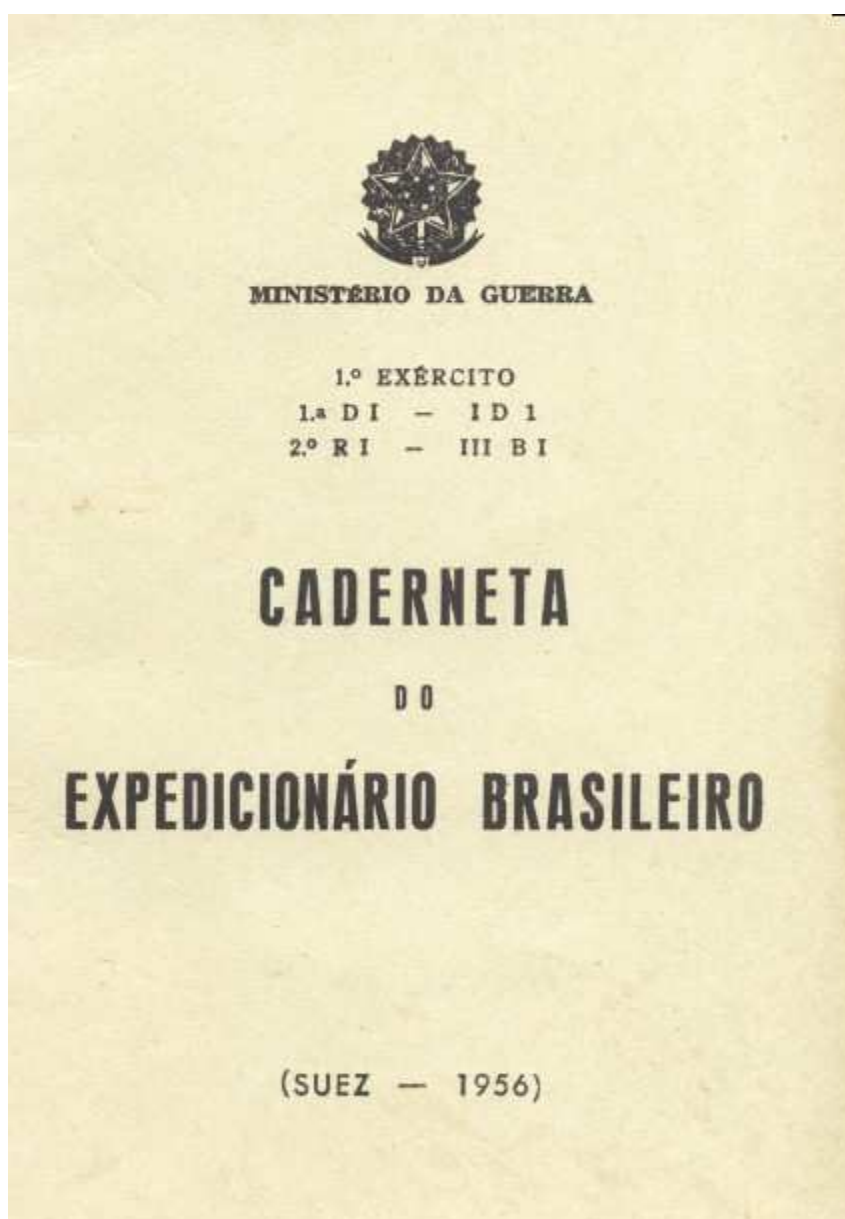 MINISTÉRIO DA GUERRA
1.º EXÉRCITO
1.ª D I — I D 1
2.º R I — III B I
CADERNETA
DO
EXPEDICIONÁRIO BRASILEIRO
(SUEZ — 1956)